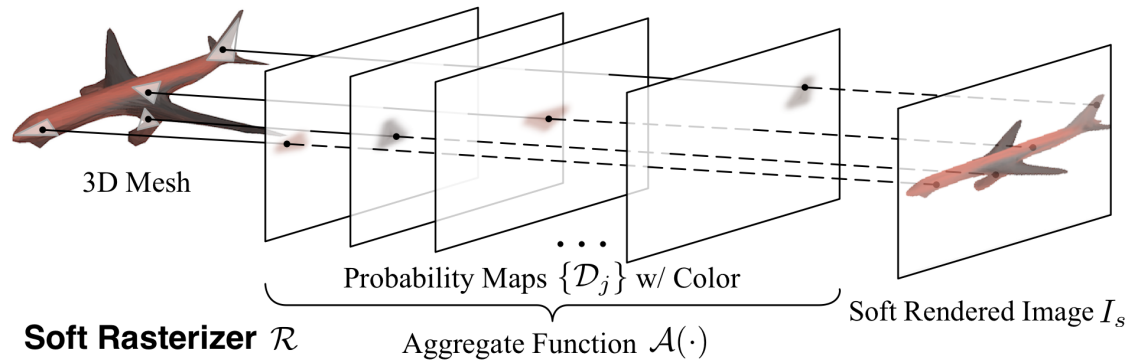 3D Mesh
• • •
Probability Maps {𝒟ⱼ} w/ Color
Soft Rendered Image Iₛ
Soft Rasterizer ℛ
Aggregate Function 𝒜(·)